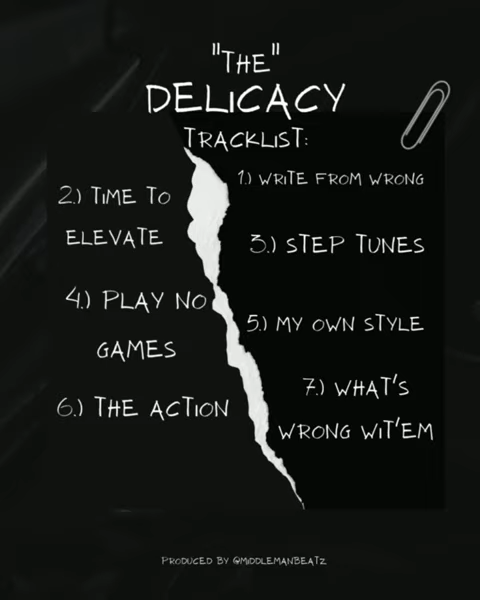 "THE"
DELICACY
TRACKLIST:
1.) WRITE FROM WRONG
2.) TIME TO
ELEVATE
3.) STEP TUNES
4.) PLAY NO
GAMES
5.) MY OWN STYLE
6.) THE ACTION
7.) WHAT'S
WRONG WIT'EM
PRODUCED BY @MIDDLEMANBEATZ